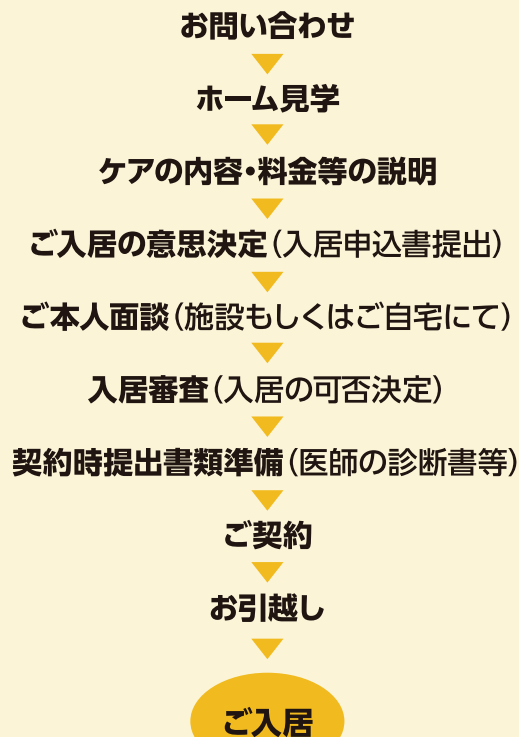 お問い合わせ
ホーム見学
ケアの内容・料金等の説明
ご入居の意思決定(入居申込書提出)
ご本人面談(施設もしくはご自宅にて)
入居審査(入居の可否決定)
契約時提出書類準備(医師の診断書等)
ご契約
お引越し
ご入居